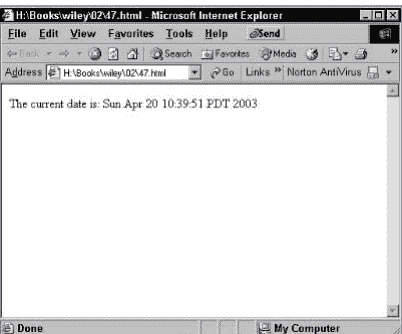 H:\Books\wiley\02\47.html - Microsoft Internet Explorer
File Edit View Favorites Tools Help Send
Back Search Favorites Media »
Address H:\Books\wiley\02\47.html Go Links » Norton AntiVirus
The current date is: Sun Apr 20 10:39:51 PDT 2003
Done My Computer